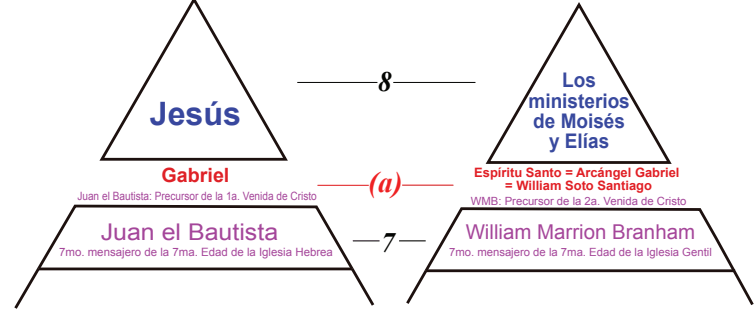 Jesús
8
Los
ministerios
de Moisés
y Elías
Gabriel
(a)
Espíritu Santo = Arcángel Gabriel
= William Soto Santiago
Juan el Bautista: Precursor de la 1a. Venida de Cristo
WMB: Precursor de la 2a. Venida de Cristo
Juan el Bautista
7mo. mensajero de la 7ma. Edad de la Iglesia Hebrea
7
William Marrion Branham
7mo. mensajero de la 7ma. Edad de la Iglesia Gentil